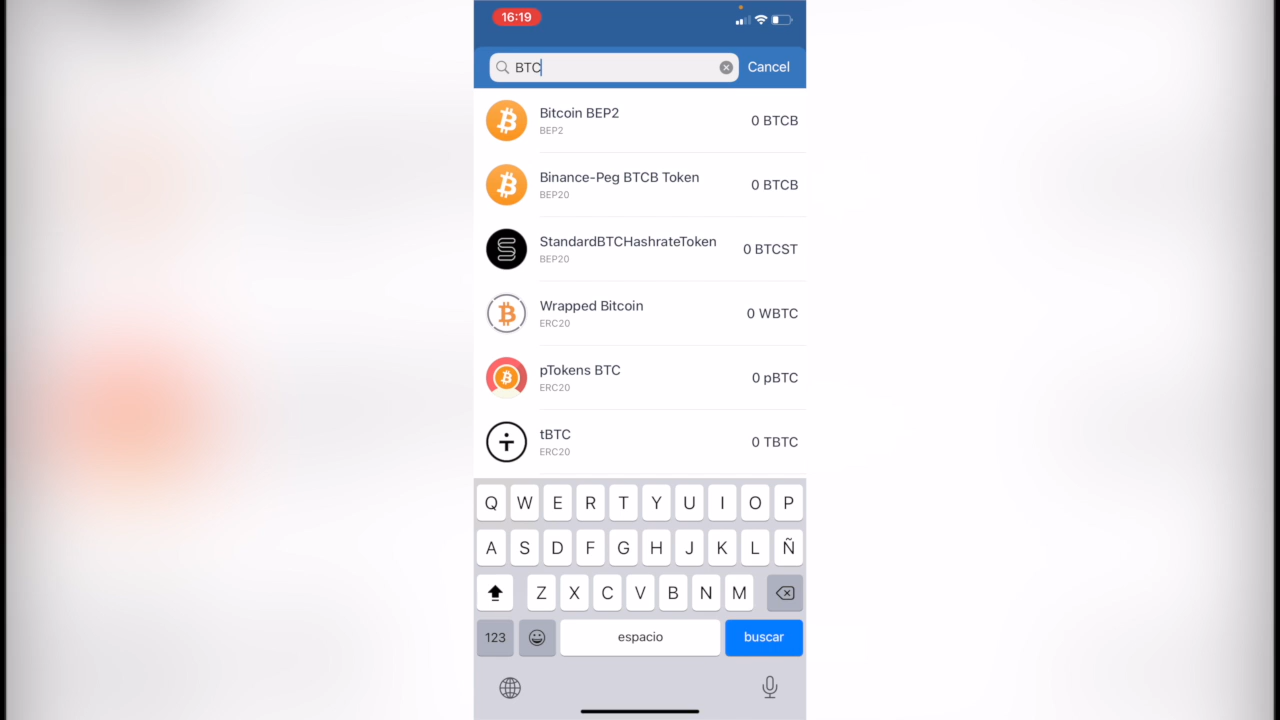 16:19
BTC
Cancel
Bitcoin BEP2
BEP2
0 BTCB
Binance-Peg BTCB Token
BEP20
0 BTCB
StandardBTCHashrateToken
BEP20
0 BTCST
Wrapped Bitcoin
ERC20
0 WBTC
pTokens BTC
ERC20
0 pBTC
tBTC
ERC20
0 TBTC
Q W E R T Y U I O P
A S D F G H J K L Ñ
Z X C V B N M
123 espacio buscar